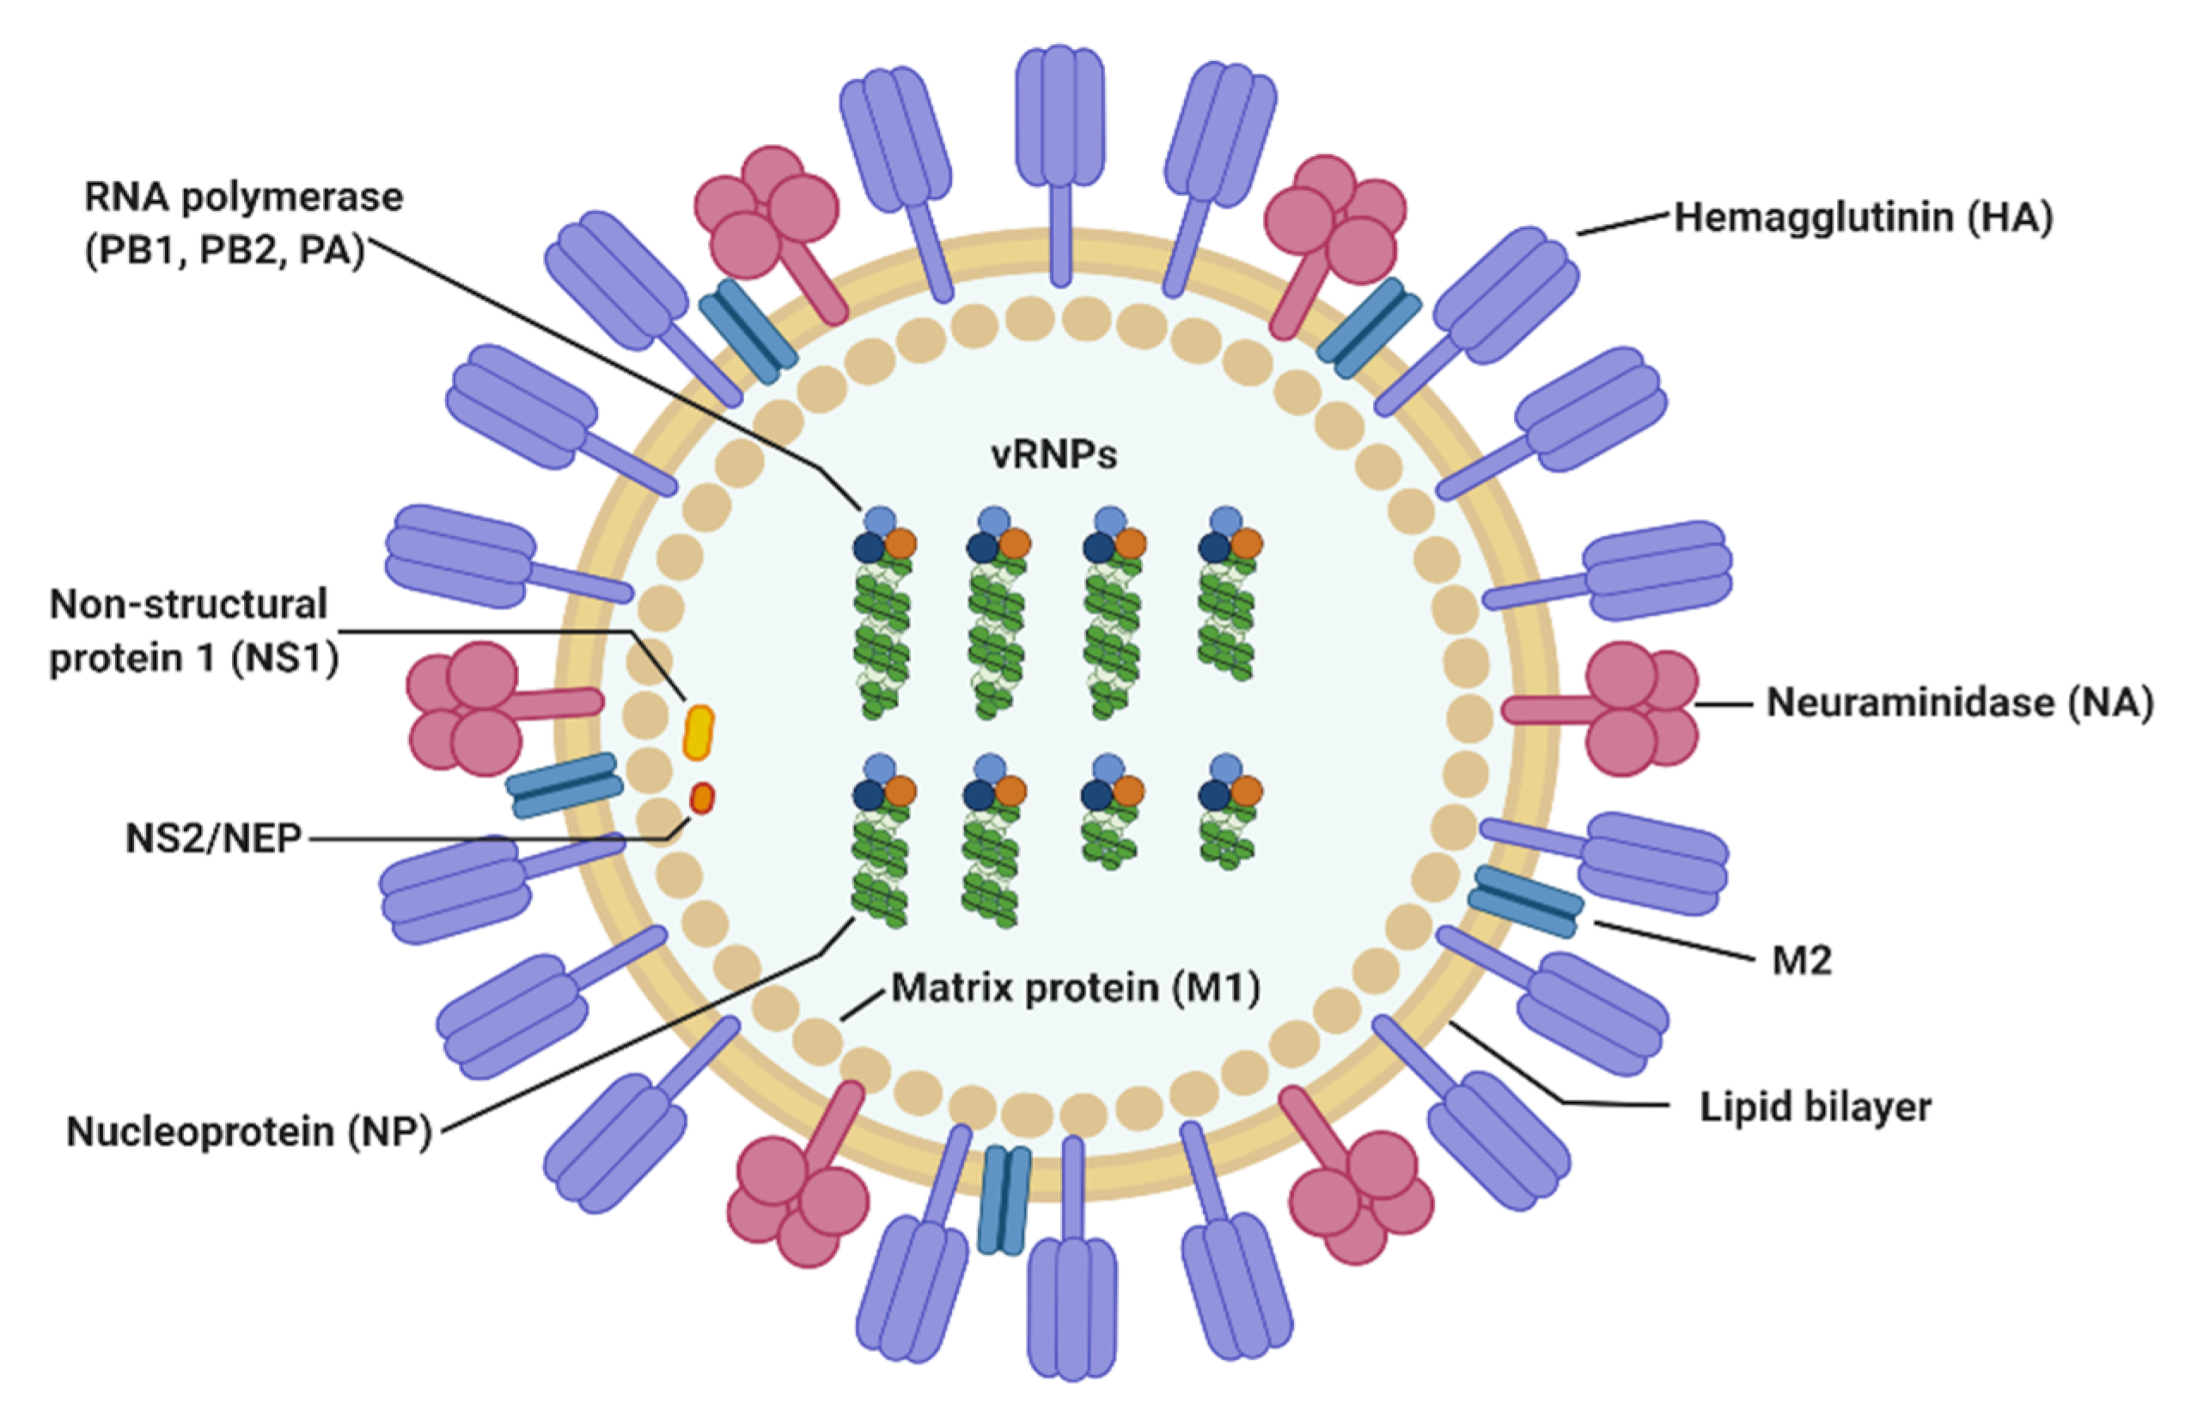 RNA polymerase
(PB1, PB2, PA)
Hemagglutinin (HA)
vRNPs
Non-structural
protein 1 (NS1)
Neuraminidase (NA)
NS2/NEP
M2
Matrix protein (M1)
Lipid bilayer
Nucleoprotein (NP)